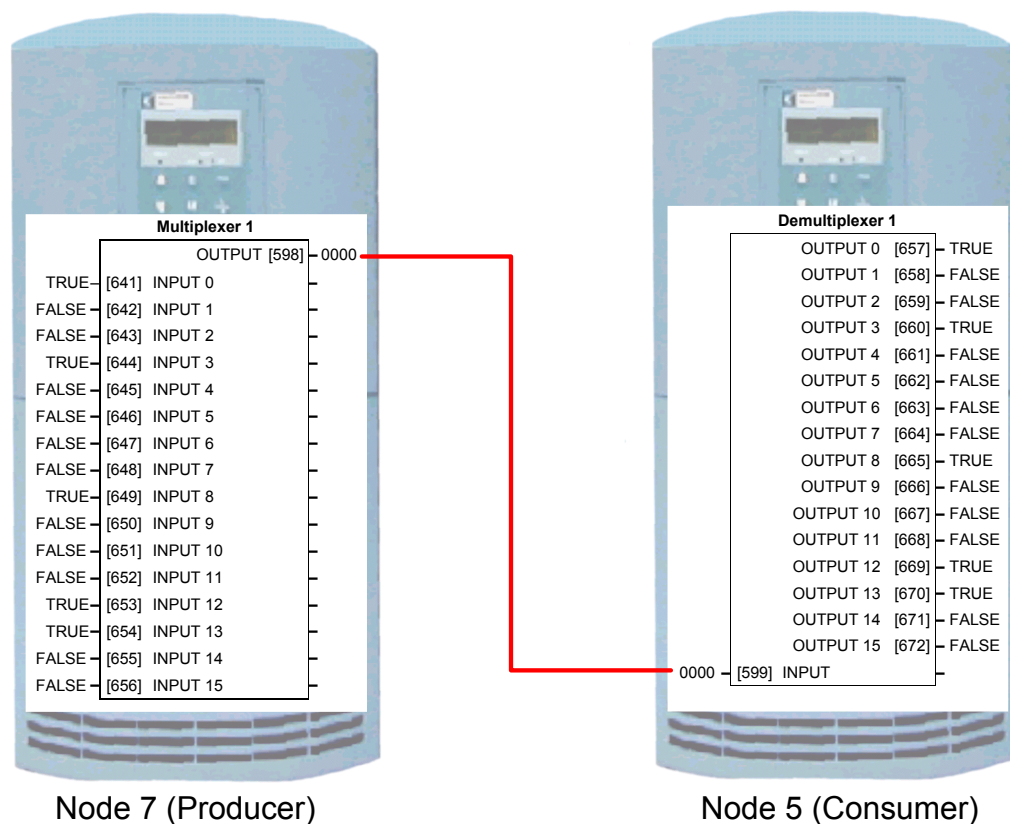 Multiplexer 1
OUTPUT [598] 0000
TRUE [641] INPUT 0
FALSE [642] INPUT 1
FALSE [643] INPUT 2
TRUE [644] INPUT 3
FALSE [645] INPUT 4
FALSE [646] INPUT 5
FALSE [647] INPUT 6
FALSE [648] INPUT 7
TRUE [649] INPUT 8
FALSE [650] INPUT 9
FALSE [651] INPUT 10
FALSE [652] INPUT 11
TRUE [653] INPUT 12
TRUE [654] INPUT 13
FALSE [655] INPUT 14
FALSE [656] INPUT 15
Node 7 (Producer)
Demultiplexer 1
OUTPUT 0 [657] TRUE
OUTPUT 1 [658] FALSE
OUTPUT 2 [659] FALSE
OUTPUT 3 [660] TRUE
OUTPUT 4 [661] FALSE
OUTPUT 5 [662] FALSE
OUTPUT 6 [663] FALSE
OUTPUT 7 [664] FALSE
OUTPUT 8 [665] TRUE
OUTPUT 9 [666] FALSE
OUTPUT 10 [667] FALSE
OUTPUT 11 [668] FALSE
OUTPUT 12 [669] TRUE
OUTPUT 13 [670] TRUE
OUTPUT 14 [671] FALSE
OUTPUT 15 [672] FALSE
0000 [599] INPUT
Node 5 (Consumer)